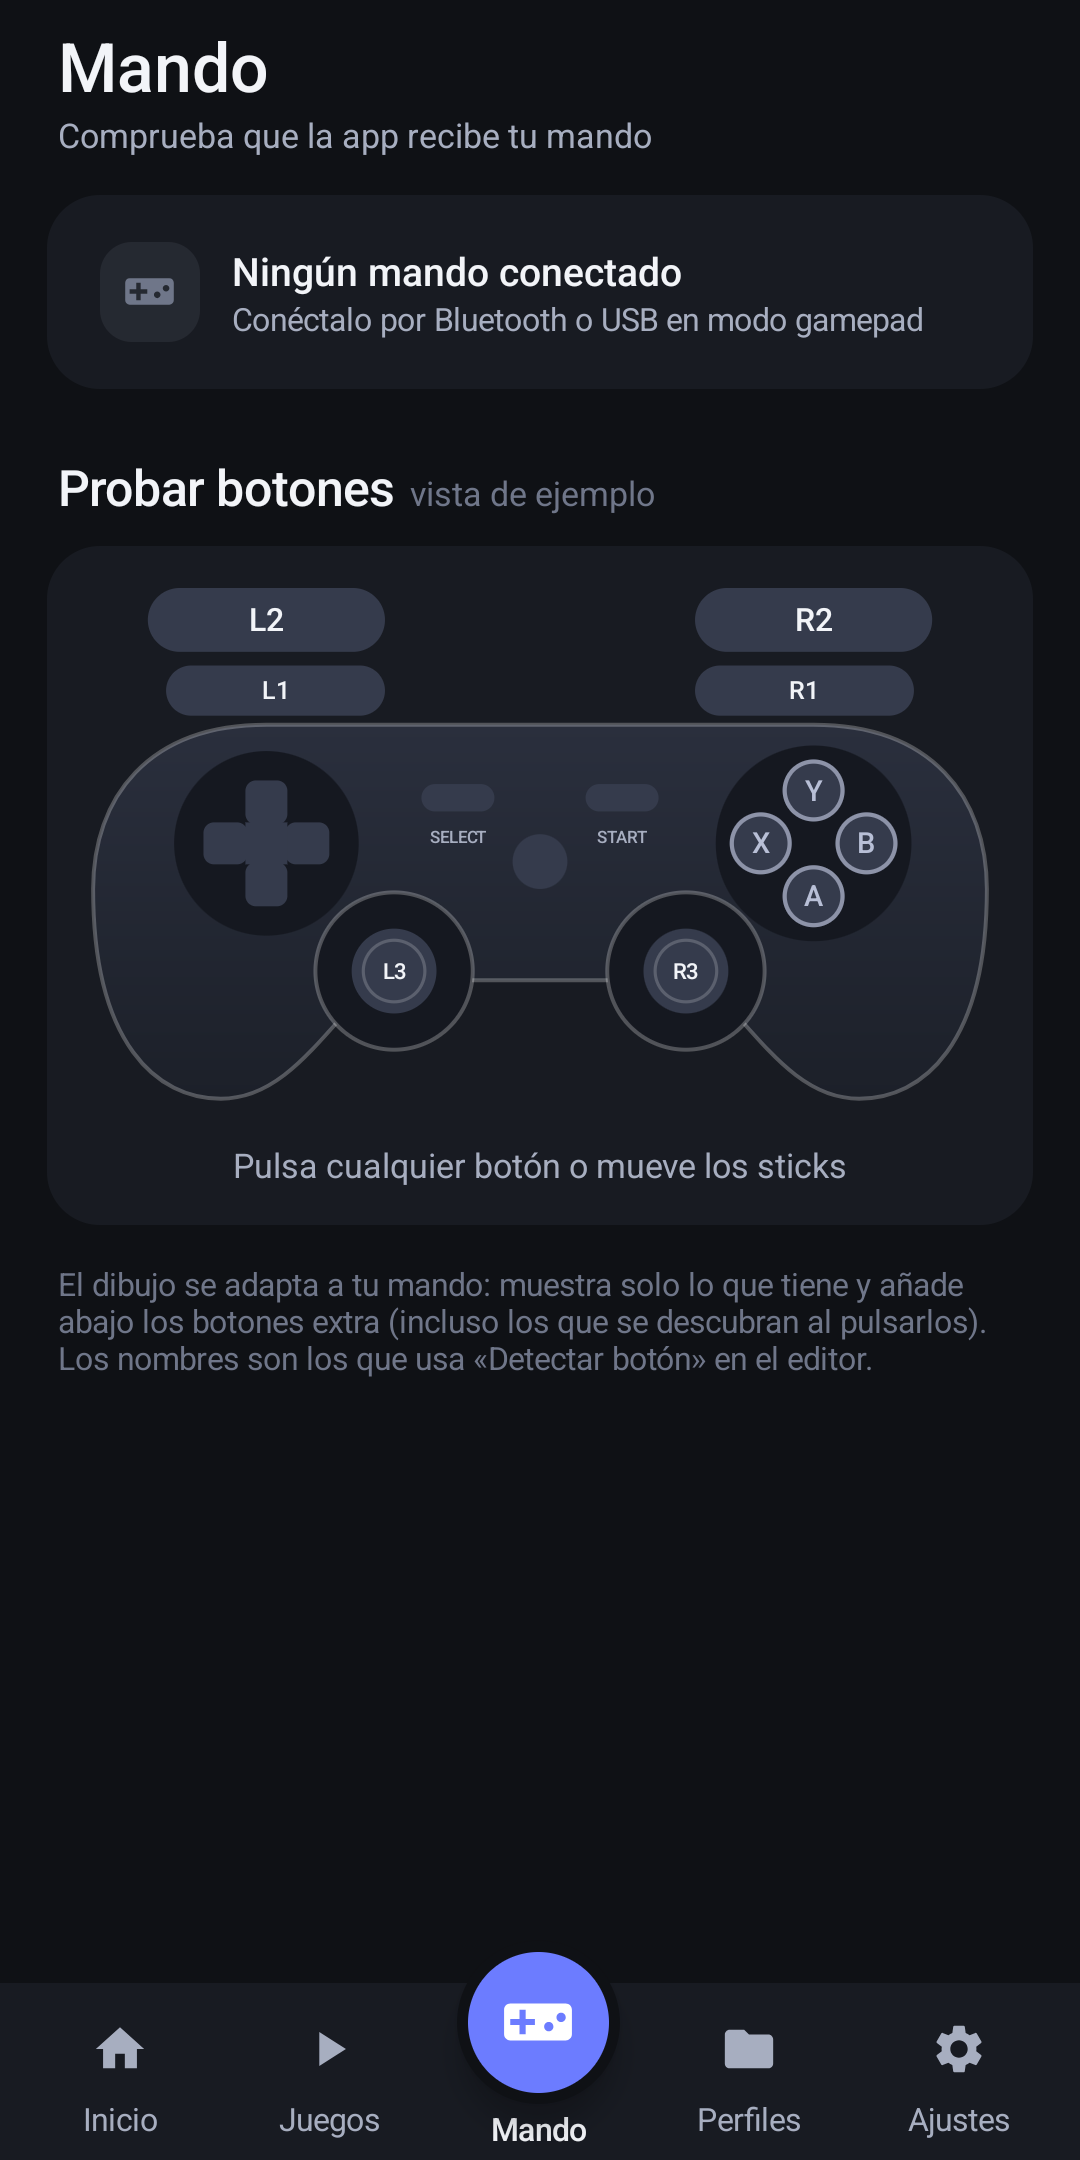 Mando
Comprueba que la app recibe tu mando
Ningún mando conectado
Conéctalo por Bluetooth o USB en modo gamepad
Probar botones vista de ejemplo
L2
R2
L1
R1
SELECT
START
Y
X
B
A
L3
R3
Pulsa cualquier botón o mueve los sticks
El dibujo se adapta a tu mando: muestra solo lo que tiene y añade
abajo los botones extra (incluso los que se descubran al pulsarlos).
Los nombres son los que usa «Detectar botón» en el editor.
Inicio
Juegos
Mando
Perfiles
Ajustes